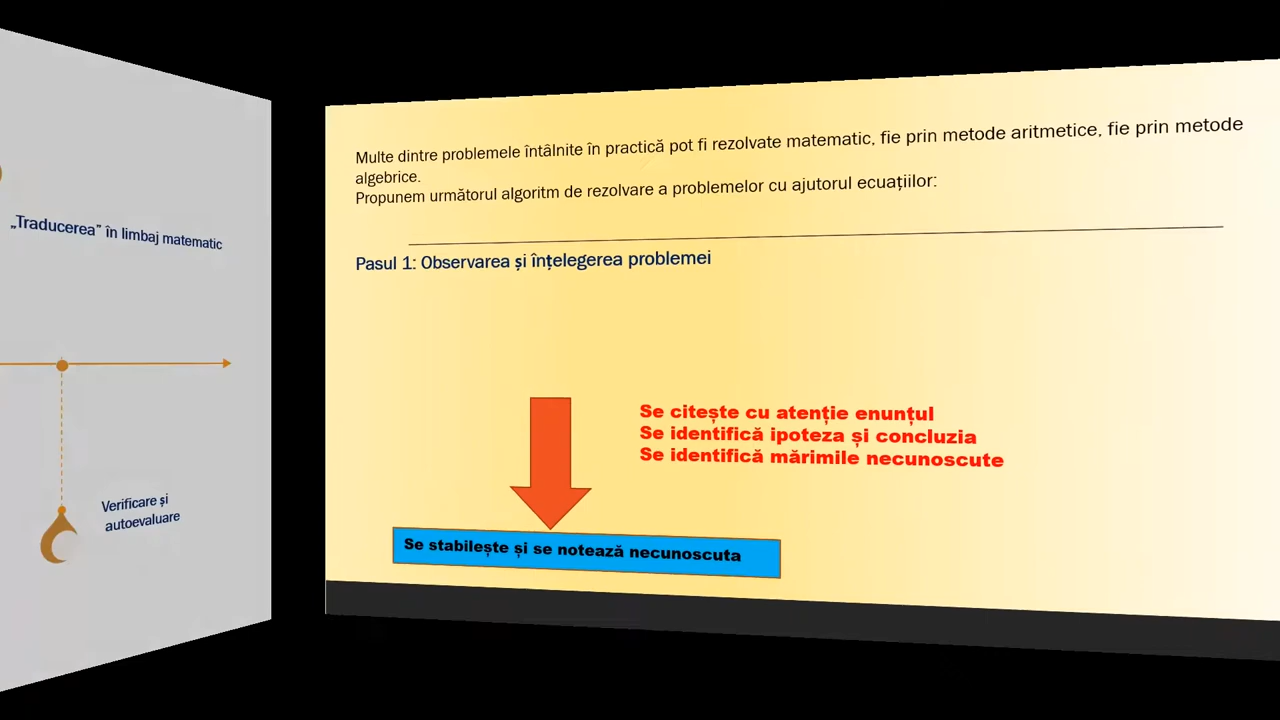 „Traducerea” în limbaj matematic
Verificare și
autoevaluare
Multe dintre problemele întâlnite în practică pot fi rezolvate matematic, fie prin metode aritmetice, fie prin metode
algebrice.
Propunem următorul algoritm de rezolvare a problemelor cu ajutorul ecuațiilor:
Pasul 1: Observarea și înțelegerea problemei
Se citește cu atenție enunțul
Se identifică ipoteza și concluzia
Se identifică mărimile necunoscute
Se stabilește și se notează necunoscuta